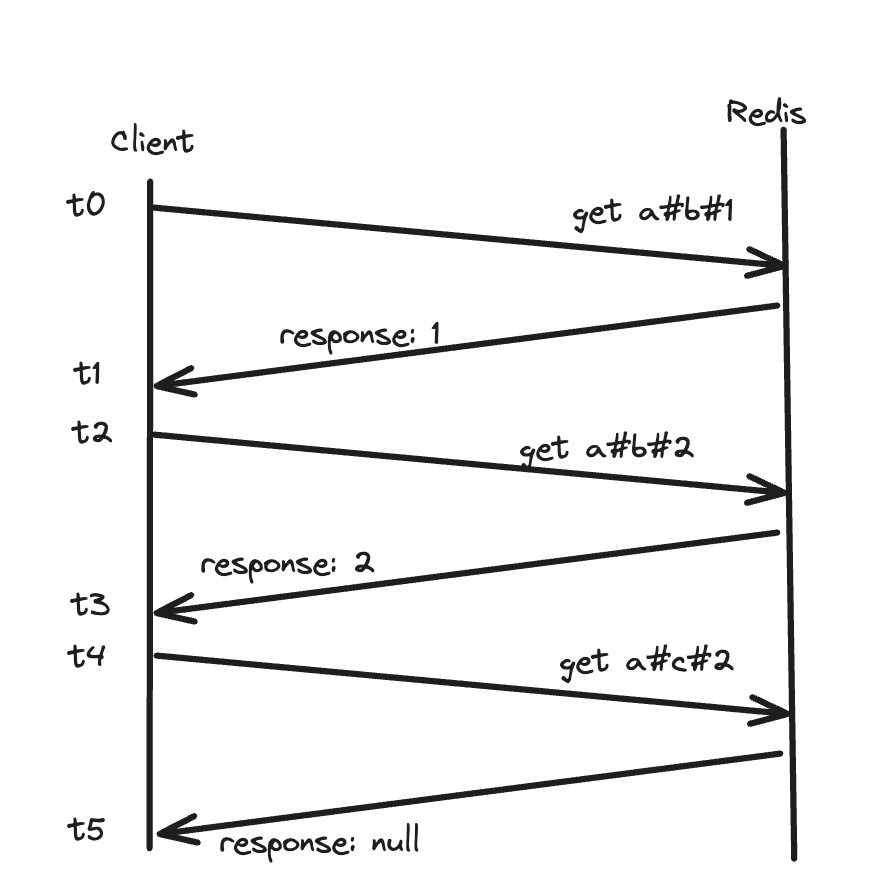 Redis
Client
t0
get a#b#1
response: 1
t1
t2
get a#b#2
response: 2
t3
t4
get a#c#2
t5
response: null